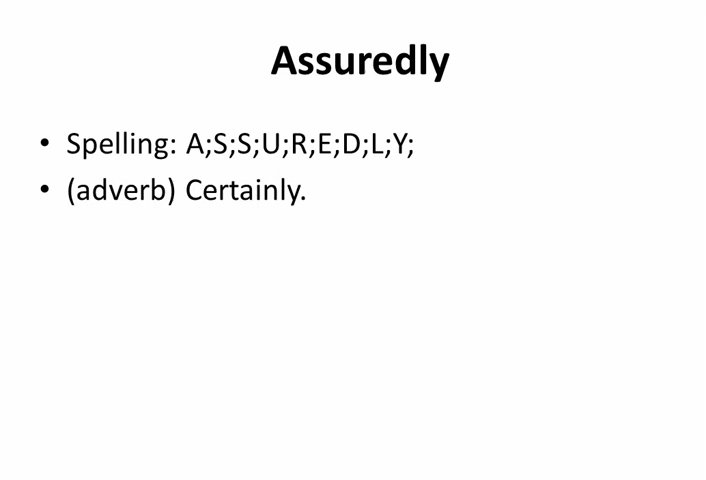 Assuredly
• Spelling: A;S;S;U;R;E;D;L;Y;
• (adverb) Certainly.